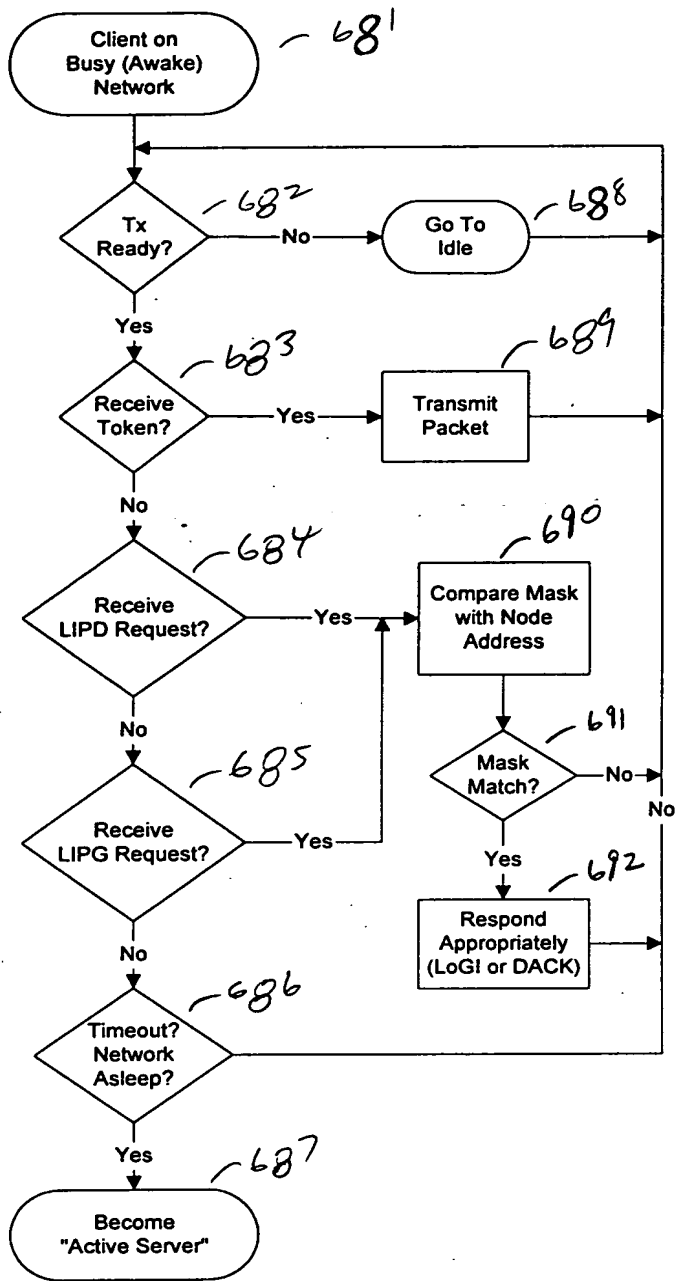 Client on
Busy (Awake)
Network
681
Tx
Ready?
682
No
Go To
Idle
688
Yes
Receive
Token?
683
Yes
Transmit
Packet
689
No
Receive
LIPD Request?
684
Yes
Compare Mask
with Node
Address
690
No
Mask
Match?
691
No
No
Receive
LIPG Request?
685
Yes
Yes
Respond
Appropriately
(LoGI or DACK)
692
No
Timeout?
Network
Asleep?
686
Yes
Become
"Active Server"
687